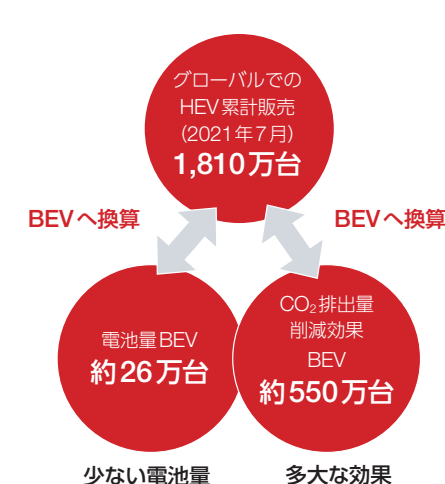 グローバルでの
HEV累計販売
（2021年7月）
1,810万台
BEVへ換算
BEVへ換算
電池量BEV
約26万台
CO₂排出量
削減効果
BEV
約550万台
少ない電池量
多大な効果